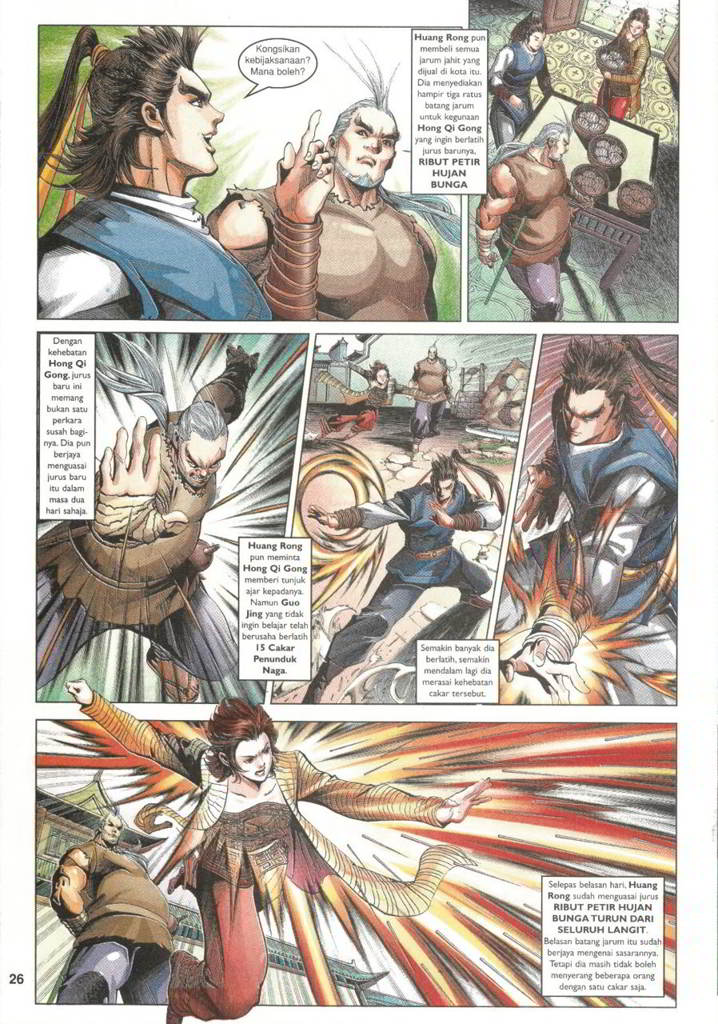 Kongsikan
kebijaksanaan?
Mana boleh?
Huang Rong pun
membeli semua
jarum jahit yang
dijual di kota itu.
Dia menyediakan
hampir tiga ratus
batang jarum
untuk kegunaan
Hong Qi Gong
yang ingin berlatih
jurus barunya,
RIBUT PETIR
HUJAN
BUNGA
Dengan
kehebatan
Hong Qi
Gong, jurus
baru ini
memang
bukan satu
perkara
susah bagi-
nya. Dia pun
berjaya
menguasai
jurus baru
itu dalam
masa dua
hari sahaja.
Huang Rong
pun meminta
Hong Qi Gong
memberi tunjuk
ajar kepadanya.
Namun Guo
Jing yang tidak
ingin belajar telah
berusaha berlatih
15 Cakar
Penunduk
Naga.
Semakin banyak dia
berlatih, semakin
mendalam lagi dia
merasai kehebatan
cakar tersebut.
Selepas belasan hari, Huang
Rong sudah menguasai jurus
RIBUT PETIR HUJAN
BUNGA TURUN DARI
SELURUH LANGIT.
Belasan batang jarum itu sudah
berjaya mengenai sasarannya.
Tetapi dia masih tidak boleh
menyerang beberapa orang
dengan satu cakar saja.
26